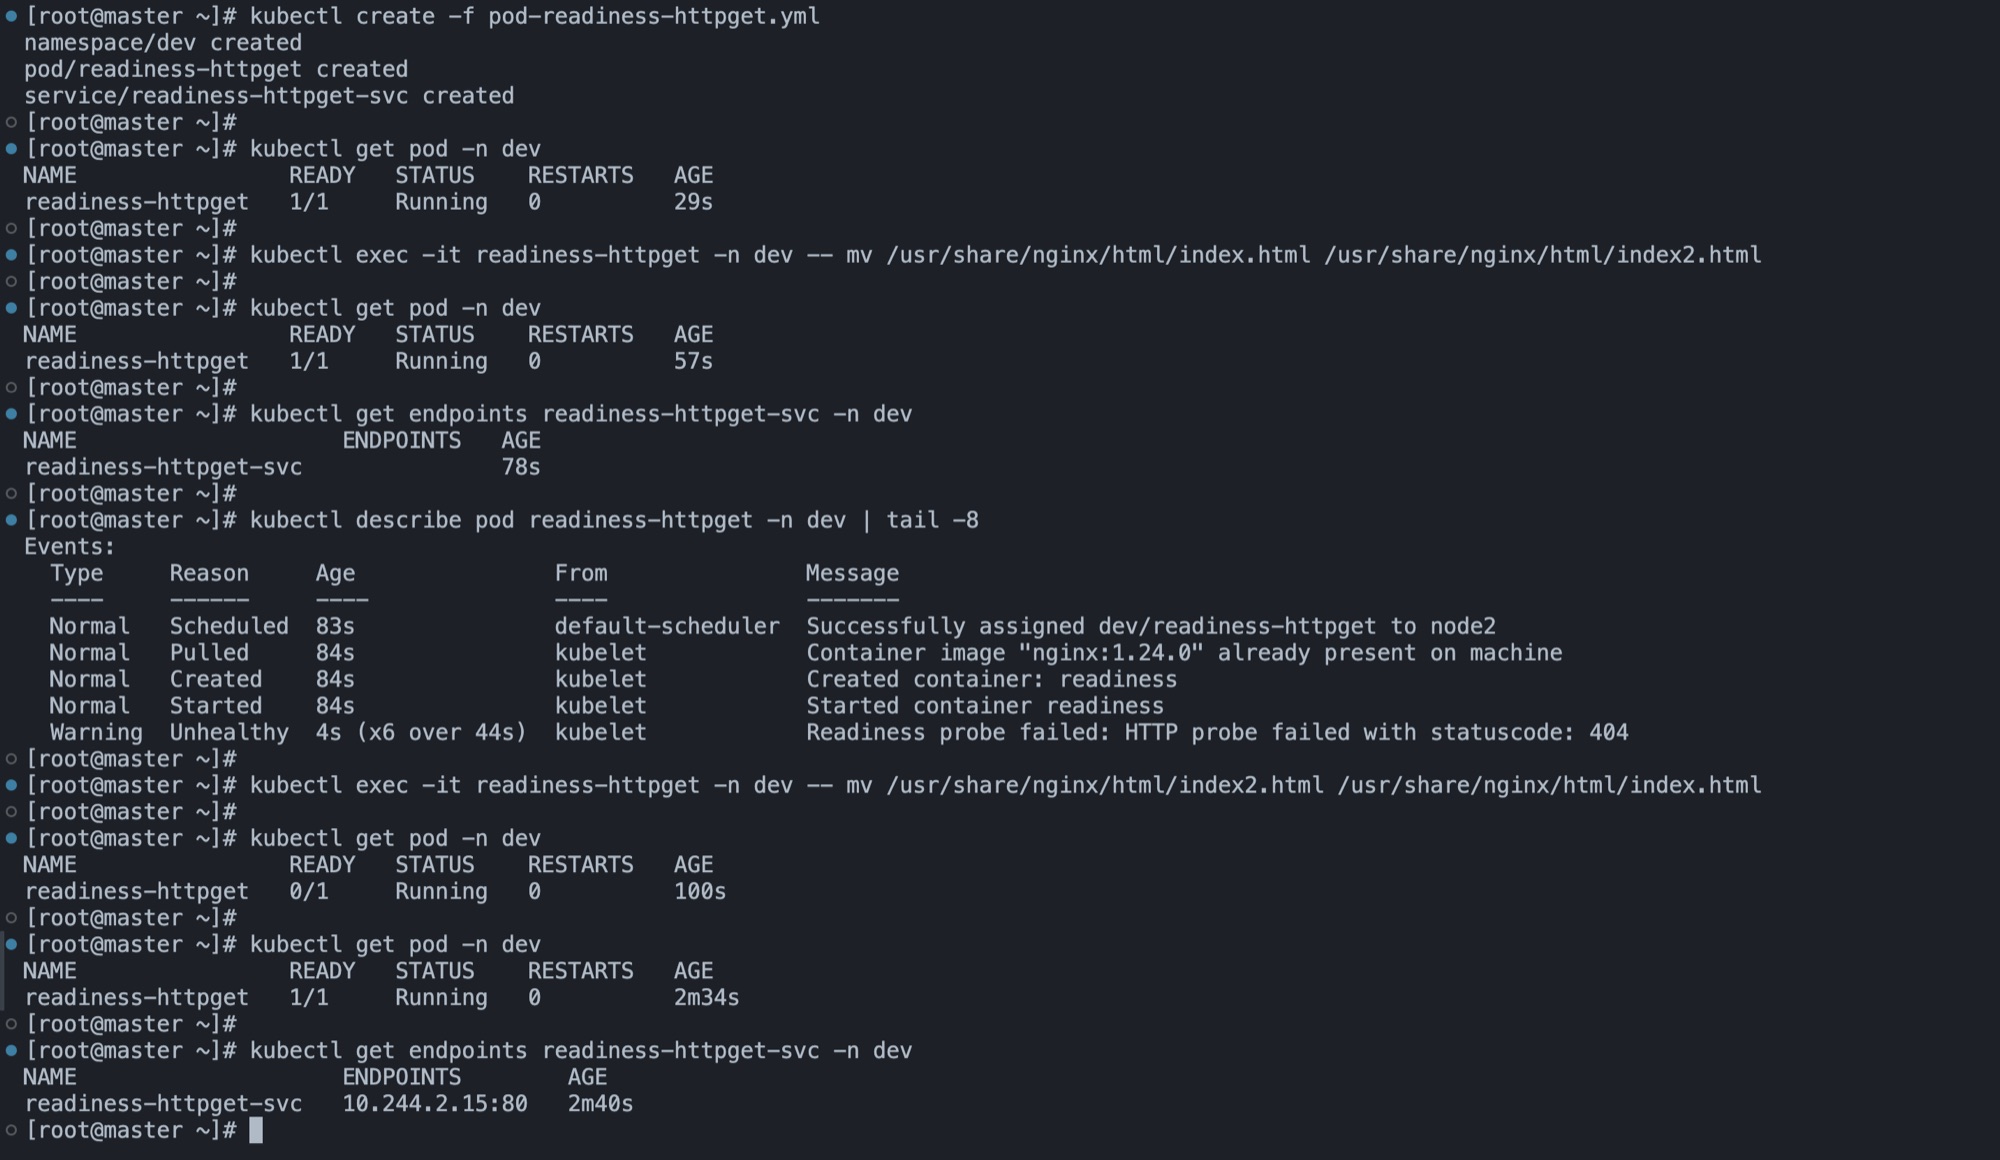 [root@master ~]# kubectl create -f pod-readiness-httpget.yml
namespace/dev created
pod/readiness-httpget created
service/readiness-httpget-svc created
[root@master ~]#
[root@master ~]# kubectl get pod -n dev
NAME                READY   STATUS    RESTARTS   AGE
readiness-httpget   1/1     Running   0          29s
[root@master ~]#
[root@master ~]# kubectl exec -it readiness-httpget -n dev -- mv /usr/share/nginx/html/index.html /usr/share/nginx/html/index2.html
[root@master ~]#
[root@master ~]# kubectl get pod -n dev
NAME                READY   STATUS    RESTARTS   AGE
readiness-httpget   1/1     Running   0          57s
[root@master ~]#
[root@master ~]# kubectl get endpoints readiness-httpget-svc -n dev
NAME                    ENDPOINTS   AGE
readiness-httpget-svc               78s
[root@master ~]#
[root@master ~]# kubectl describe pod readiness-httpget -n dev | tail -8
Events:
  Type     Reason     Age               From               Message
  ----     ------     ----              ----               -------
  Normal   Scheduled  83s               default-scheduler  Successfully assigned dev/readiness-httpget to node2
  Normal   Pulled     84s               kubelet            Container image "nginx:1.24.0" already present on machine
  Normal   Created    84s               kubelet            Created container: readiness
  Normal   Started    84s               kubelet            Started container readiness
  Warning  Unhealthy  4s (x6 over 44s)  kubelet            Readiness probe failed: HTTP probe failed with statuscode: 404
[root@master ~]#
[root@master ~]# kubectl exec -it readiness-httpget -n dev -- mv /usr/share/nginx/html/index2.html /usr/share/nginx/html/index.html
[root@master ~]#
[root@master ~]# kubectl get pod -n dev
NAME                READY   STATUS    RESTARTS   AGE
readiness-httpget   0/1     Running   0          100s
[root@master ~]#
[root@master ~]# kubectl get pod -n dev
NAME                READY   STATUS    RESTARTS   AGE
readiness-httpget   1/1     Running   0          2m34s
[root@master ~]#
[root@master ~]# kubectl get endpoints readiness-httpget-svc -n dev
NAME                    ENDPOINTS        AGE
readiness-httpget-svc   10.244.2.15:80   2m40s
[root@master ~]#